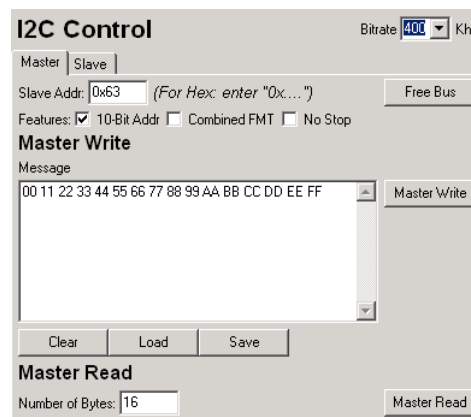 I2C Control
Bitrate 400 Kh
Master Slave
Slave Addr: 0x63 (For Hex: enter "0x....") Free Bus
Features: 10-Bit Addr Combined FMT No Stop
Master Write
Message
00 11 22 33 44 55 66 77 88 99 AA BB CC DD EE FF Master Write
Clear Load Save
Master Read
Number of Bytes: 16 Master Read